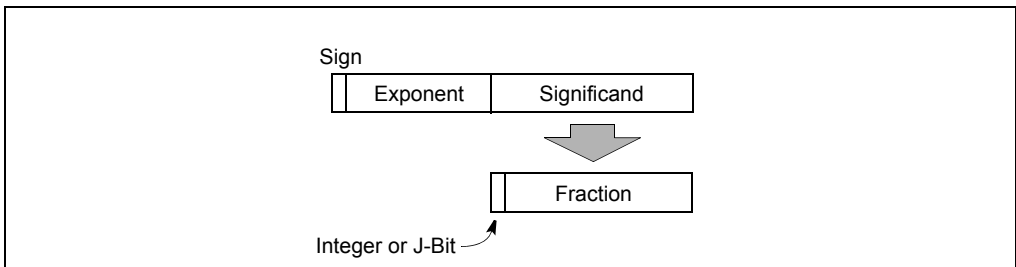 Sign
Exponent Significand
Fraction
Integer or J-Bit